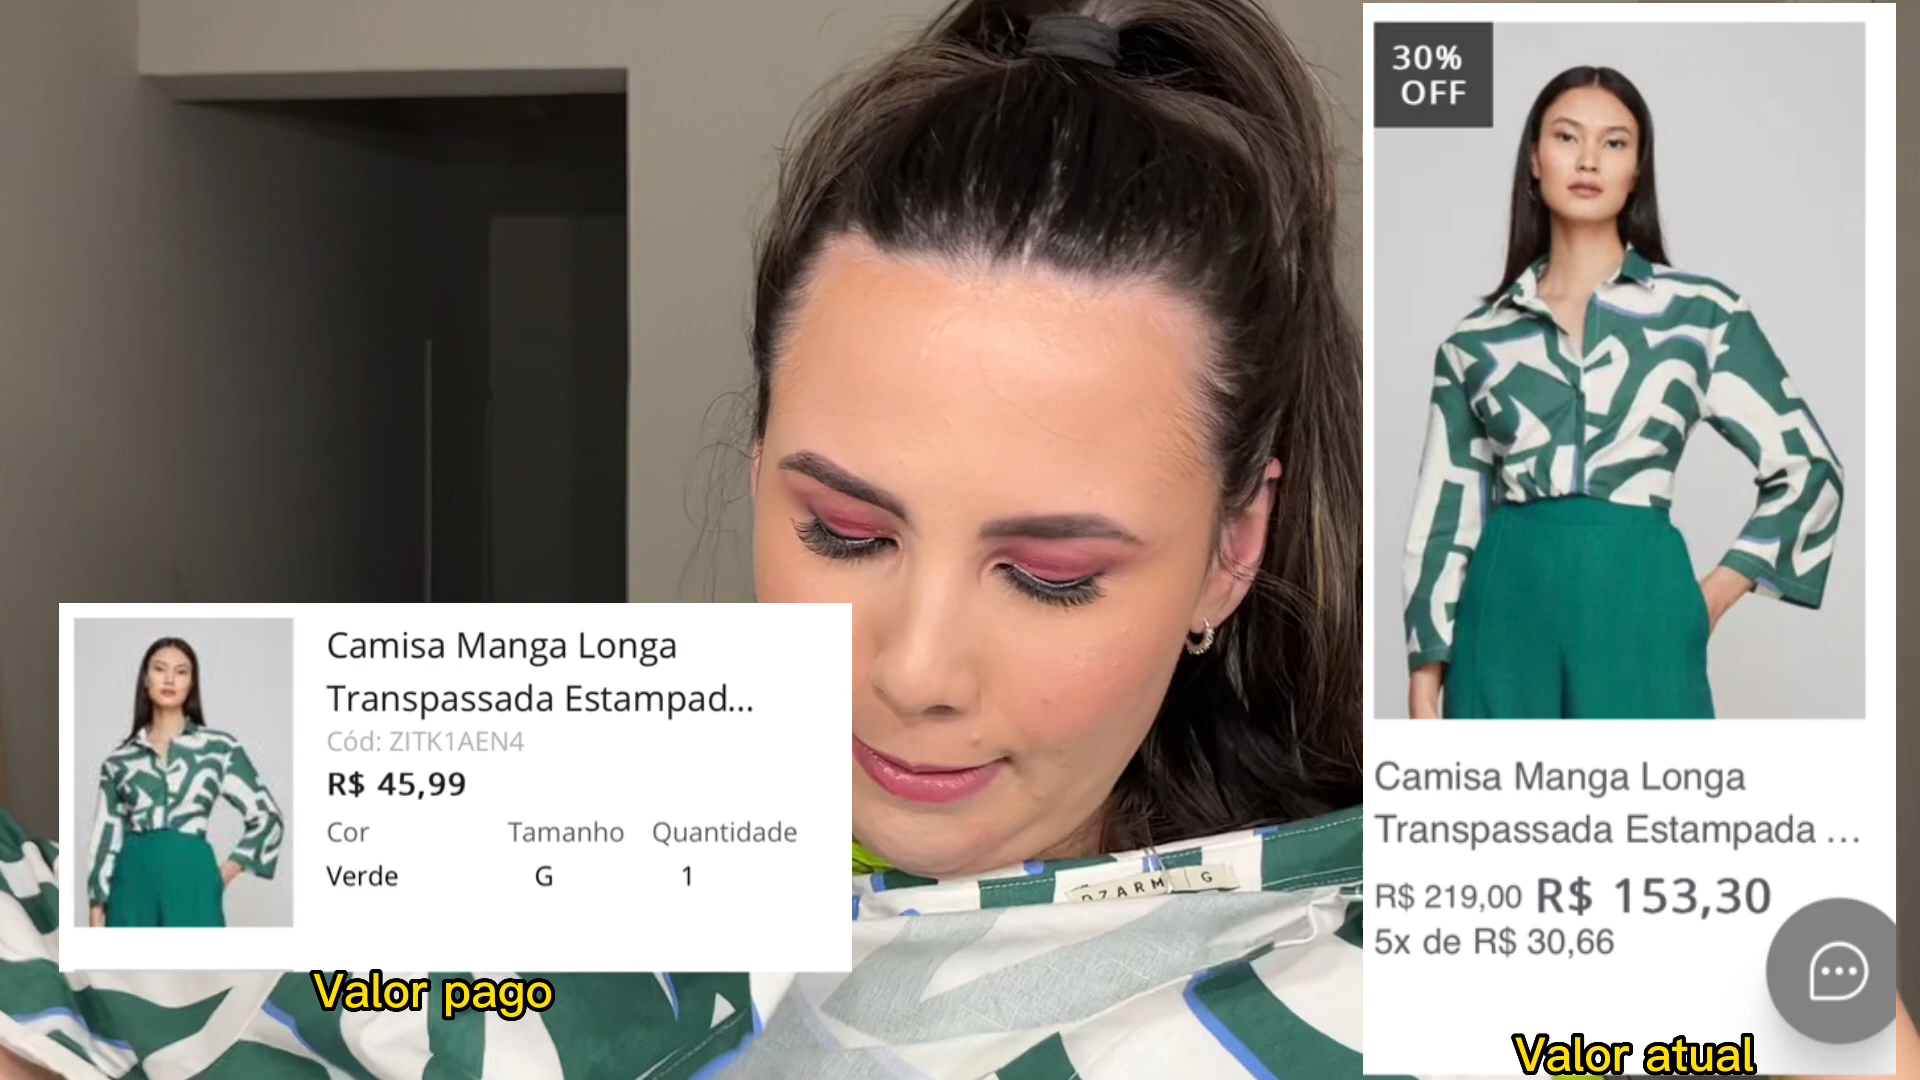 Camisa Manga Longa
Transpassada Estampad...
Cód: ZITK1AEN4
R$ 45,99
Cor Tamanho Quantidade
Verde G 1
Valor pago
DZARM G
30%
OFF
Camisa Manga Longa
Transpassada Estampada ...
R$ 219,00 R$ 153,30
5x de R$ 30,66
Valor atual